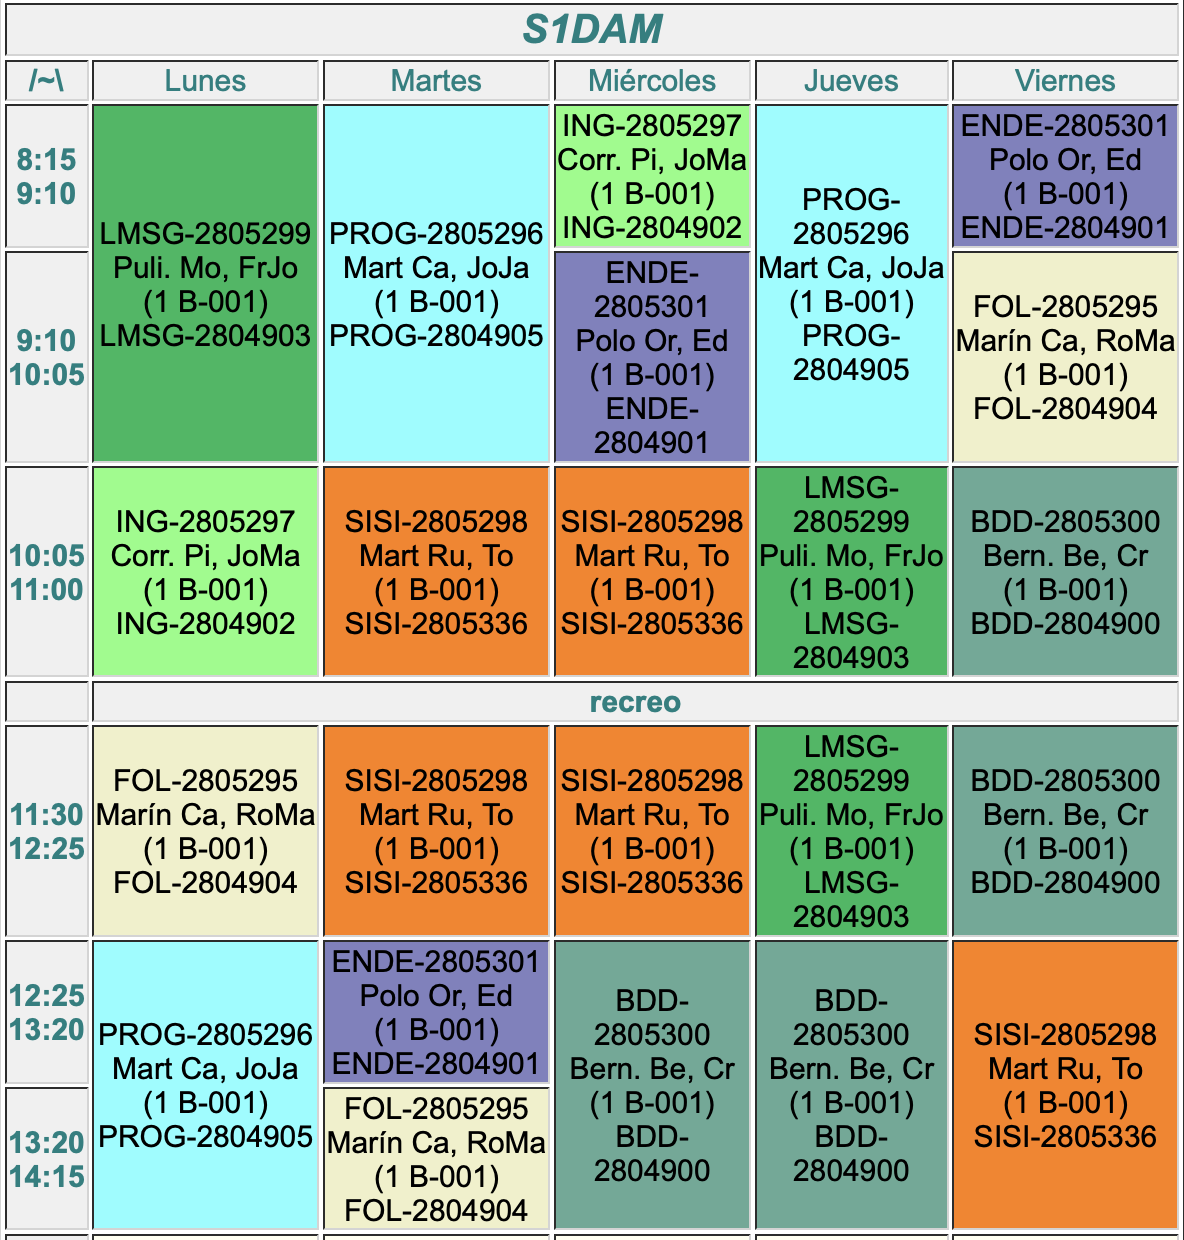 S1DAM
/~\ Lunes Martes Miércoles Jueves Viernes
8:15
9:10
LMSG-2805299
Puli. Mo, FrJo
(1 B-001)
LMSG-2804903
PROG-2805296
Mart Ca, JoJa
(1 B-001)
PROG-2804905
ING-2805297
Corr. Pi, JoMa
(1 B-001)
ING-2804902
PROG-
2805296
Mart Ca, JoJa
(1 B-001)
PROG-
2804905
ENDE-2805301
Polo Or, Ed
(1 B-001)
ENDE-2804901
9:10
10:05
ENDE-
2805301
Polo Or, Ed
(1 B-001)
ENDE-
2804901
FOL-2805295
Marín Ca, RoMa
(1 B-001)
FOL-2804904
10:05
11:00
ING-2805297
Corr. Pi, JoMa
(1 B-001)
ING-2804902
SISI-2805298
Mart Ru, To
(1 B-001)
SISI-2805336
SISI-2805298
Mart Ru, To
(1 B-001)
SISI-2805336
LMSG-
2805299
Puli. Mo, FrJo
(1 B-001)
LMSG-
2804903
BDD-2805300
Bern. Be, Cr
(1 B-001)
BDD-2804900
recreo
11:30
12:25
FOL-2805295
Marín Ca, RoMa
(1 B-001)
FOL-2804904
SISI-2805298
Mart Ru, To
(1 B-001)
SISI-2805336
SISI-2805298
Mart Ru, To
(1 B-001)
SISI-2805336
LMSG-
2805299
Puli. Mo, FrJo
(1 B-001)
LMSG-
2804903
BDD-2805300
Bern. Be, Cr
(1 B-001)
BDD-2804900
12:25
13:20
PROG-2805296
Mart Ca, JoJa
(1 B-001)
PROG-2804905
ENDE-2805301
Polo Or, Ed
(1 B-001)
ENDE-2804901
BDD-
2805300
Bern. Be, Cr
(1 B-001)
BDD-
2804900
BDD-
2805300
Bern. Be, Cr
(1 B-001)
BDD-
2804900
SISI-2805298
Mart Ru, To
(1 B-001)
SISI-2805336
13:20
14:15
FOL-2805295
Marín Ca, RoMa
(1 B-001)
FOL-2804904